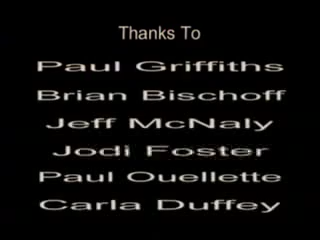 Thanks To
Paul Griffiths
Brian Bischoff
Jeff McNaly
Jodi Foster
Paul Ouellette
Carla Duffey